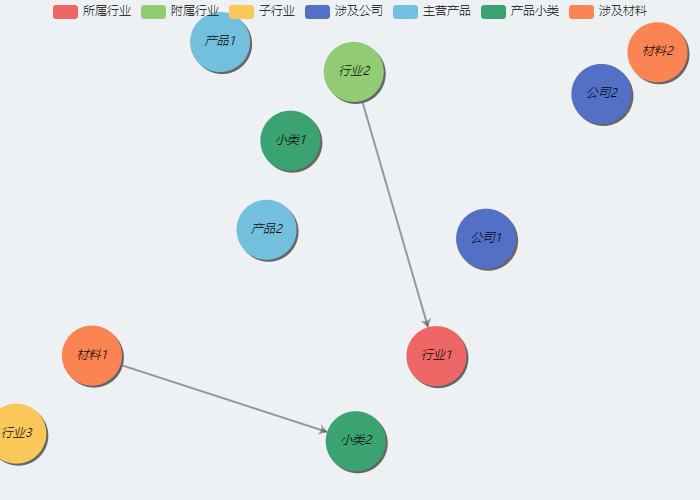 所属行业 附属行业 子行业 涉及公司 主营产品 产品小类 涉及材料
产品1
材料2
行业2
公司2
小类1
产品2
公司1
材料1
行业1
行业3
小类2